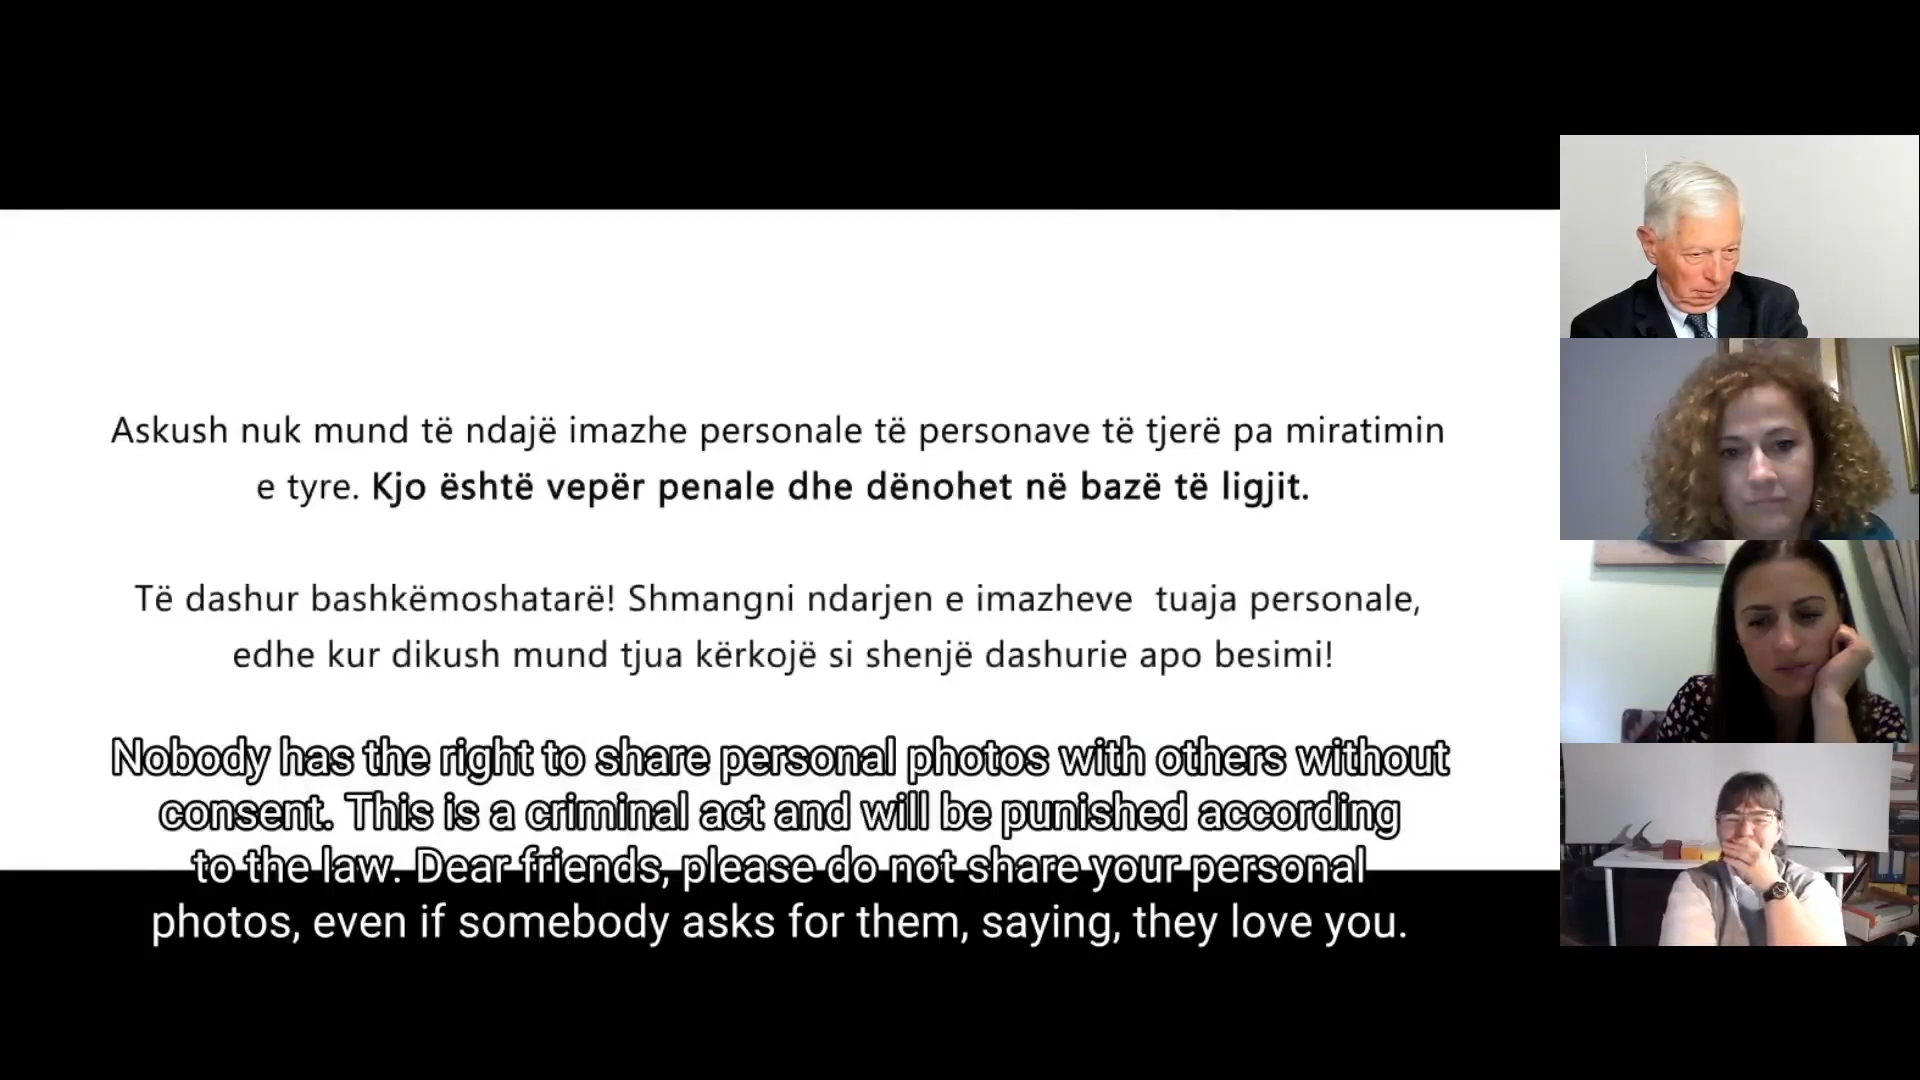 Askush nuk mund të ndajë imazhe personale të personave të tjerë pa miratimin
e tyre. Kjo është vepër penale dhe dënohet në bazë të ligjit.
Të dashur bashkëmoshatarë! Shmangni ndarjen e imazheve tuaja personale,
edhe kur dikush mund tjua kërkojë si shenjë dashurie apo besimi!
Nobody has the right to share personal photos with others without
consent. This is a criminal act and will be punished according
to the law. Dear friends, please do not share your personal
photos, even if somebody asks for them, saying, they love you.